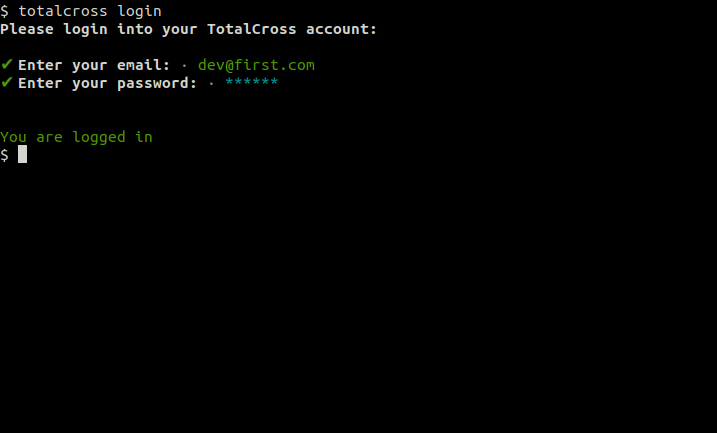 $ totalcross login
Please login into your TotalCross account:
✔ Enter your email: · dev@first.com
✔ Enter your password: · ******
You are logged in
$